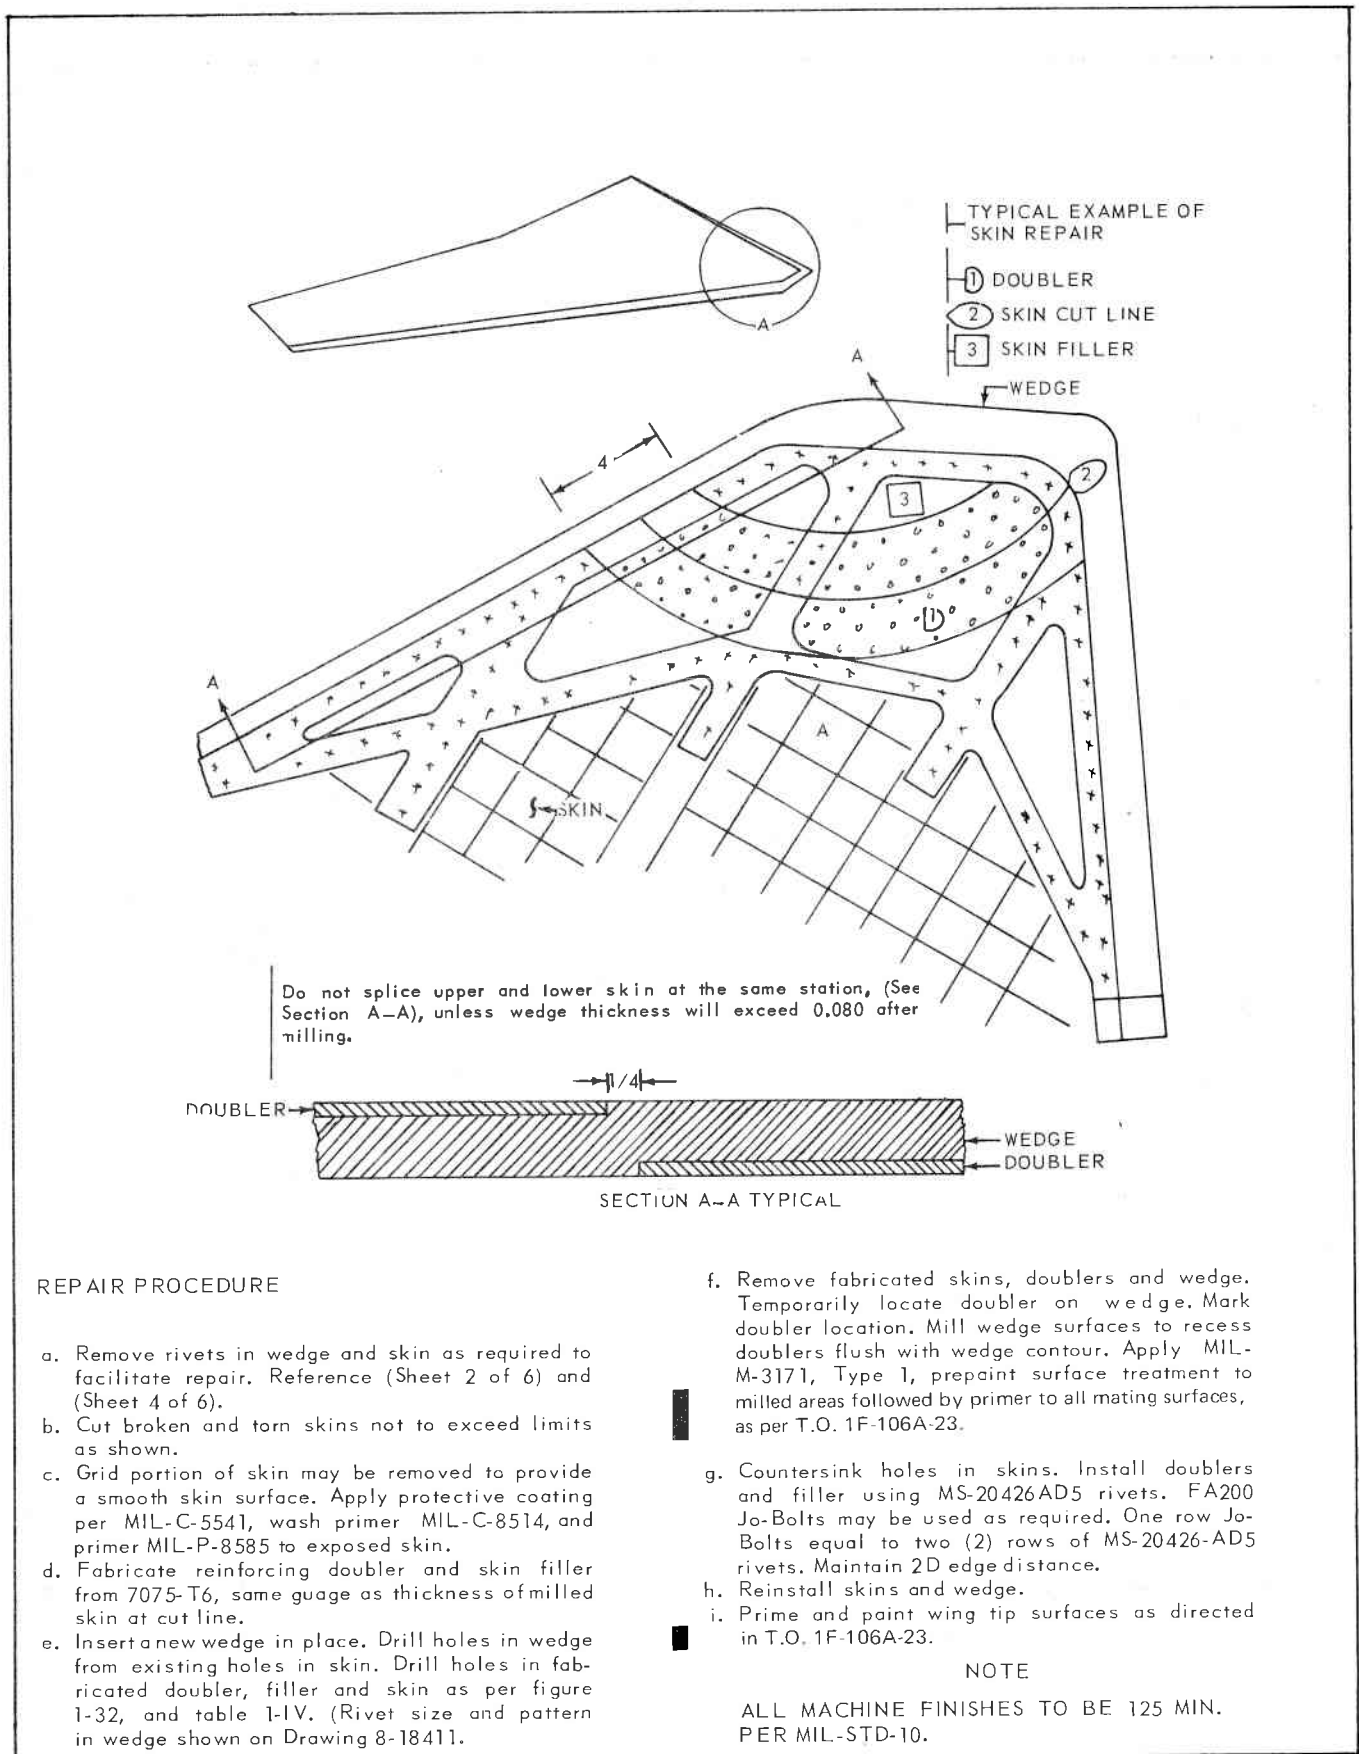 TYPICAL EXAMPLE OF
SKIN REPAIR
1 DOUBLER
2 SKIN CUT LINE
3 SKIN FILLER
A
A
WEDGE
4
2
3
1
A
A
SKIN
Do not splice upper and lower skin at the same station, (See
Section A-A), unless wedge thickness will exceed 0.080 after
milling.
1/4
DOUBLER
WEDGE
DOUBLER
SECTION A-A TYPICAL
REPAIR PROCEDURE
a. Remove rivets in wedge and skin as required to
facilitate repair. Reference (Sheet 2 of 6) and
(Sheet 4 of 6).
b. Cut broken and torn skins not to exceed limits
as shown.
c. Grid portion of skin may be removed to provide
a smooth skin surface. Apply protective coating
per MIL-C-5541, wash primer MIL-C-8514, and
primer MIL-P-8585 to exposed skin.
d. Fabricate reinforcing doubler and skin filler
from 7075-T6, same guage as thickness of milled
skin at cut line.
e. Insert a new wedge in place. Drill holes in wedge
from existing holes in skin. Drill holes in fab-
ricated doubler, filler and skin as per figure
1-32, and table 1-IV. (Rivet size and pattern
in wedge shown on Drawing 8-18411.
f. Remove fabricated skins, doublers and wedge.
Temporarily locate doubler on wedge. Mark
doubler location. Mill wedge surfaces to recess
doublers flush with wedge contour. Apply MIL-
M-3171, Type 1, prepaint surface treatment to
milled areas followed by primer to all mating surfaces,
as per T.O. 1F-106A-23.
g. Countersink holes in skins. Install doublers
and filler using MS-20426AD5 rivets. FA200
Jo-Bolts may be used as required. One row Jo-
Bolts equal to two (2) rows of MS-20426-AD5
rivets. Maintain 2D edge distance.
h. Reinstall skins and wedge.
i. Prime and paint wing tip surfaces as directed
in T.O. 1F-106A-23.
NOTE
ALL MACHINE FINISHES TO BE 125 MIN.
PER MIL-STD-10.